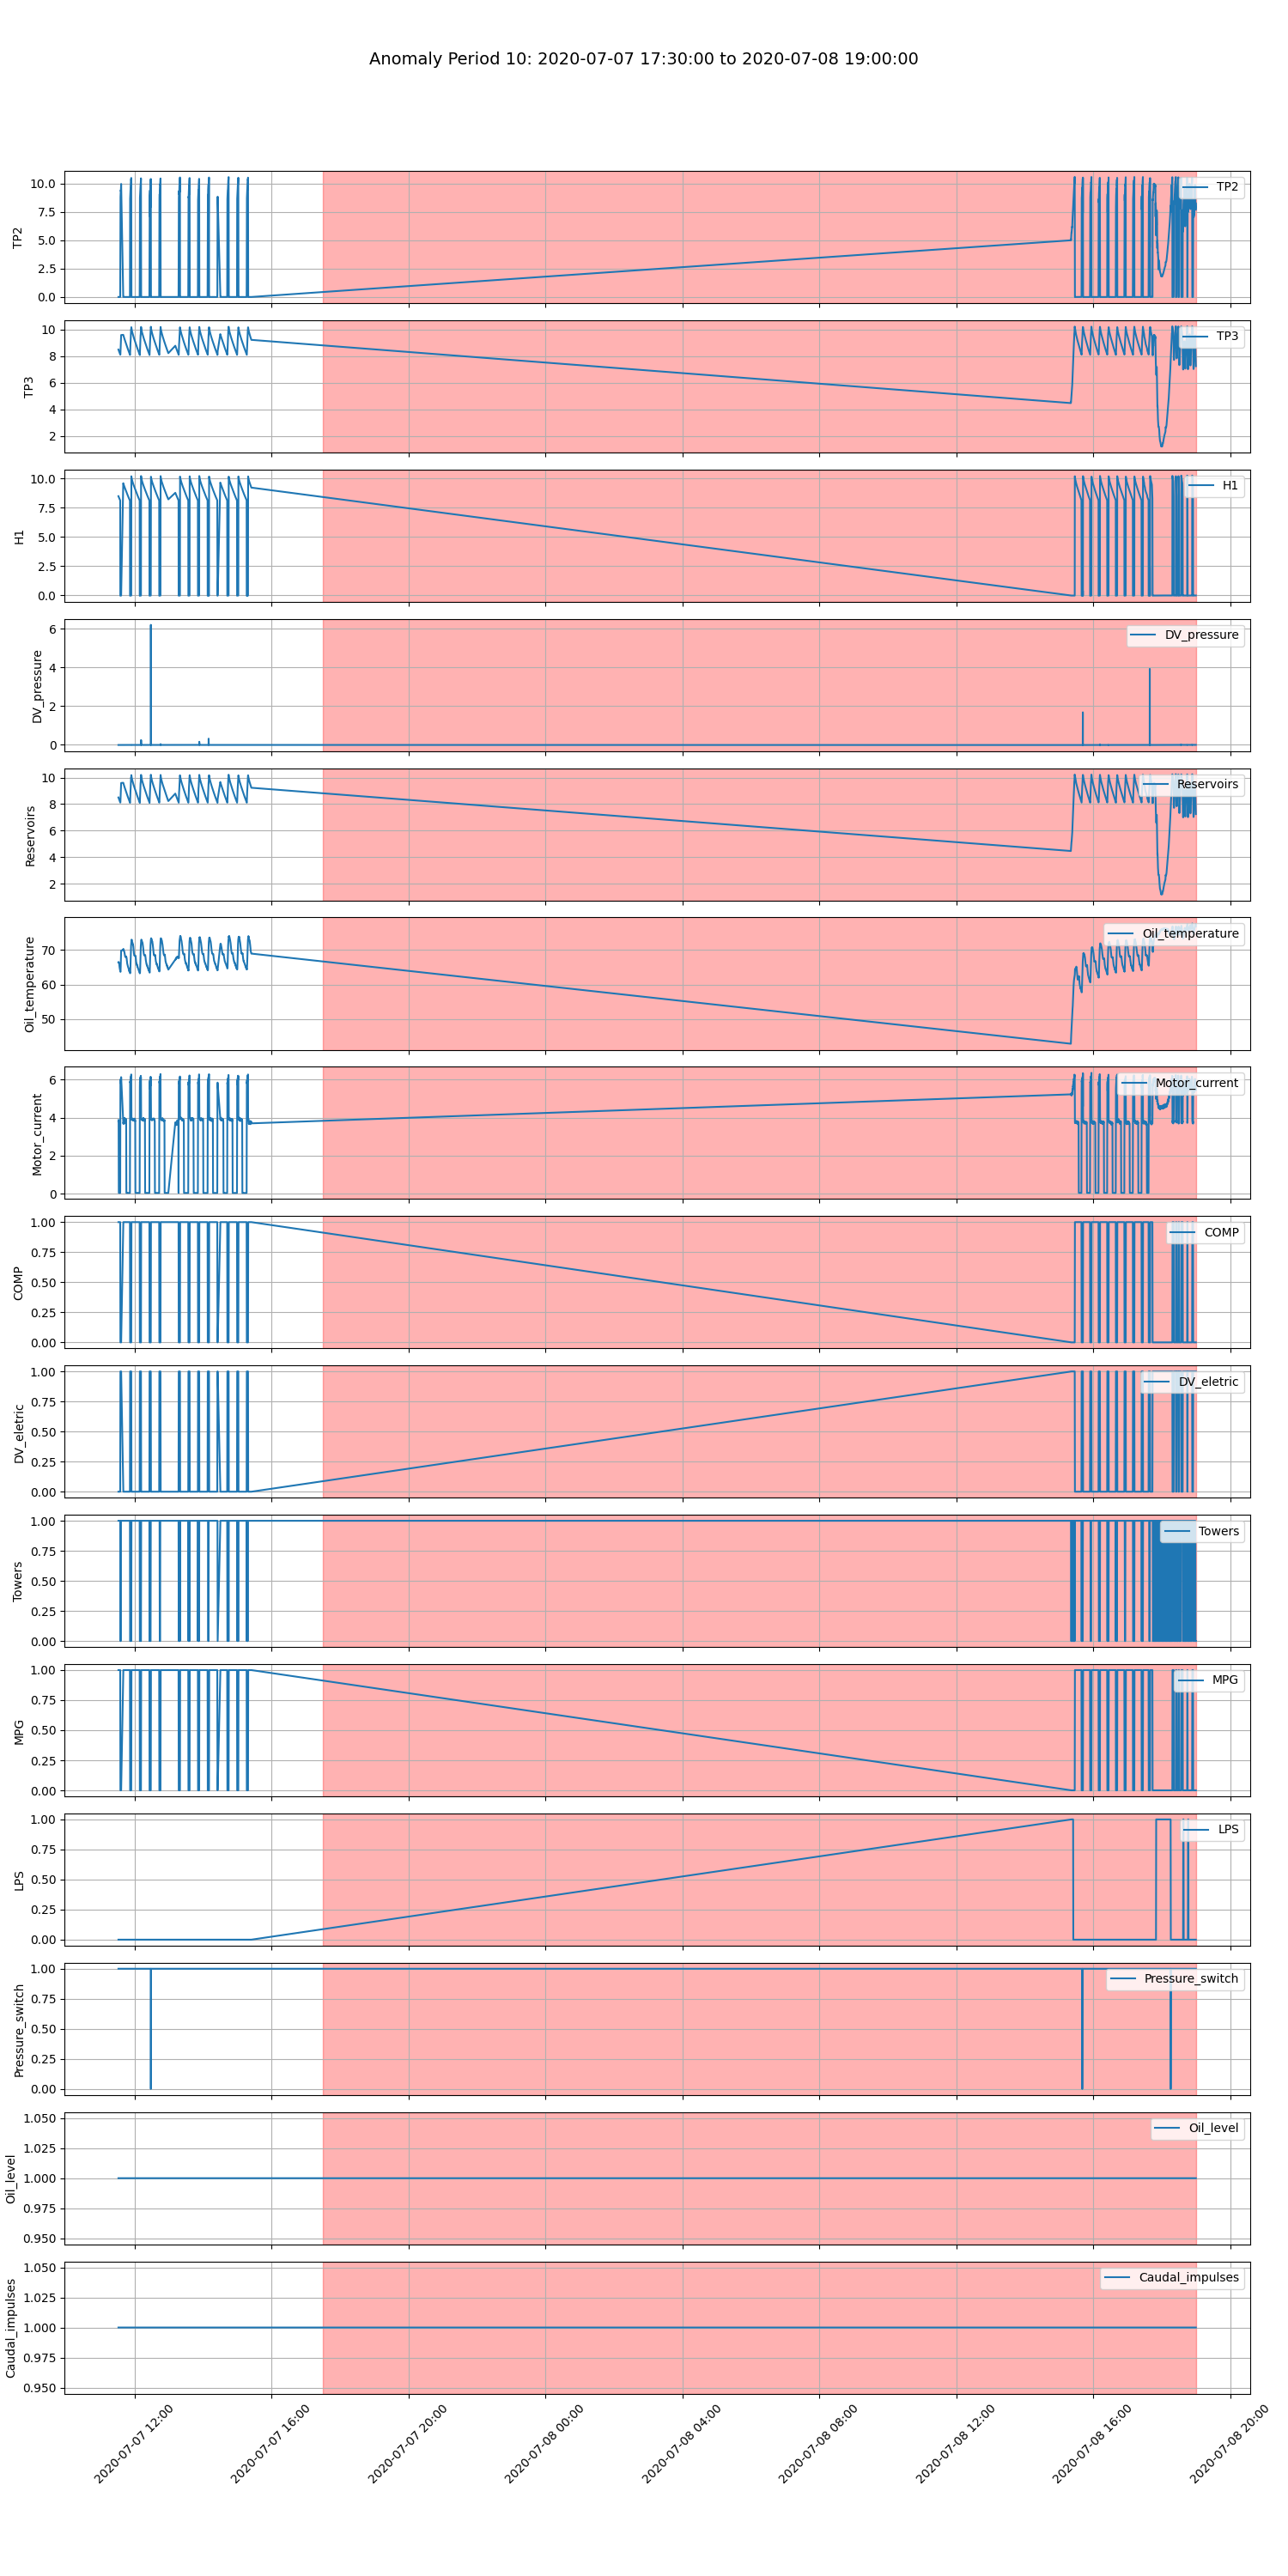 Anomaly Period 10: 2020-07-07 17:30:00 to 2020-07-08 19:00:00
10.0
7.5
5.0
2.5
0.0
TP2
TP2
10
8
6
4
2
TP3
TP3
10.0
7.5
5.0
2.5
0.0
H1
H1
6
4
2
0
DV_pressure
DV_pressure
10
8
6
4
2
Reservoirs
Reservoirs
70
60
50
Oil_temperature
Oil_temperature
6
4
2
0
Motor_current
Motor_current
1.00
0.75
0.50
0.25
0.00
COMP
COMP
1.00
0.75
0.50
0.25
0.00
DV_eletric
DV_eletric
1.00
0.75
0.50
0.25
0.00
Towers
Towers
1.00
0.75
0.50
0.25
0.00
MPG
MPG
1.00
0.75
0.50
0.25
0.00
LPS
LPS
1.00
0.75
0.50
0.25
0.00
Pressure_switch
Pressure_switch
1.050
1.025
1.000
0.975
0.950
Oil_level
Oil_level
1.050
1.025
1.000
0.975
0.950
Caudal_impulses
Caudal_impulses
2020-07-07 12:00
2020-07-07 16:00
2020-07-07 20:00
2020-07-08 00:00
2020-07-08 04:00
2020-07-08 08:00
2020-07-08 12:00
2020-07-08 16:00
2020-07-08 20:00